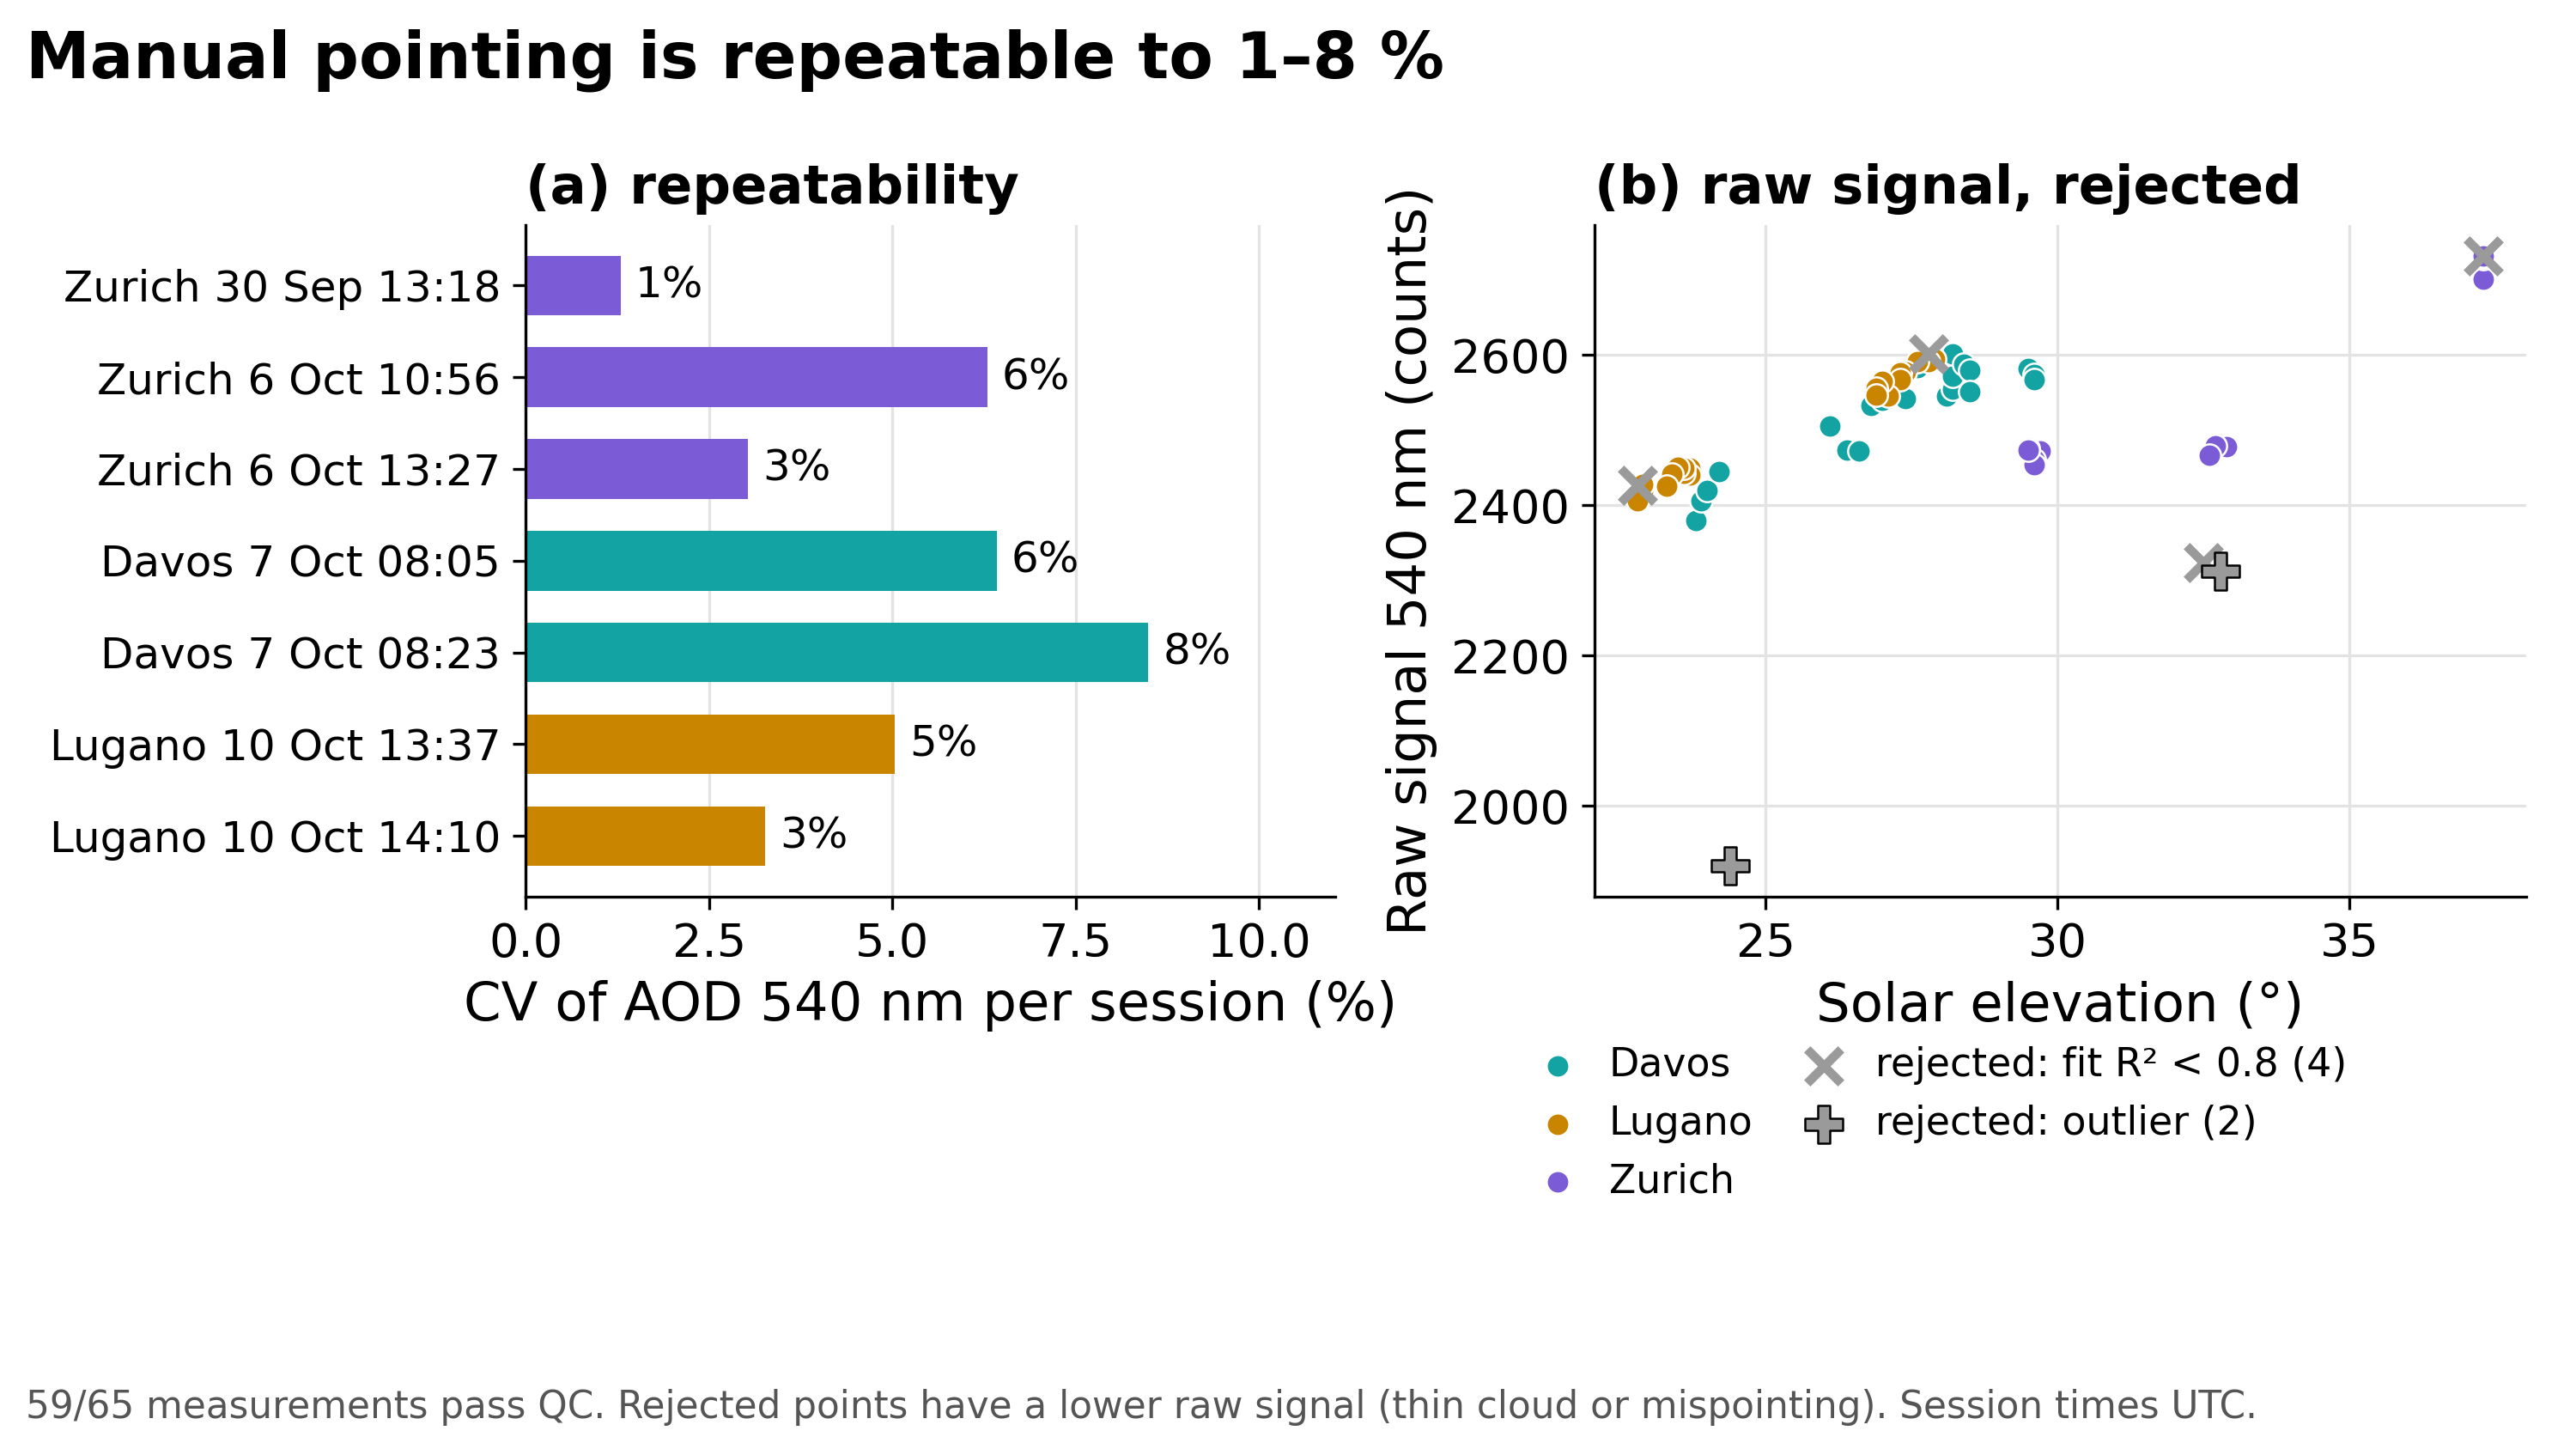 Manual pointing is repeatable to 1–8 %
(a) repeatability
Zurich 30 Sep 13:18
1%
Zurich 6 Oct 10:56
6%
Zurich 6 Oct 13:27
3%
Davos 7 Oct 08:05
6%
Davos 7 Oct 08:23
8%
Lugano 10 Oct 13:37
5%
Lugano 10 Oct 14:10
3%
0.0 2.5 5.0 7.5 10.0
CV of AOD 540 nm per session (%)
(b) raw signal, rejected
Raw signal 540 nm (counts)
2600
2400
2200
2000
25 30 35
Solar elevation (°)
Davos
Lugano
Zurich
rejected: fit R² < 0.8 (4)
rejected: outlier (2)
59/65 measurements pass QC. Rejected points have a lower raw signal (thin cloud or mispointing). Session times UTC.